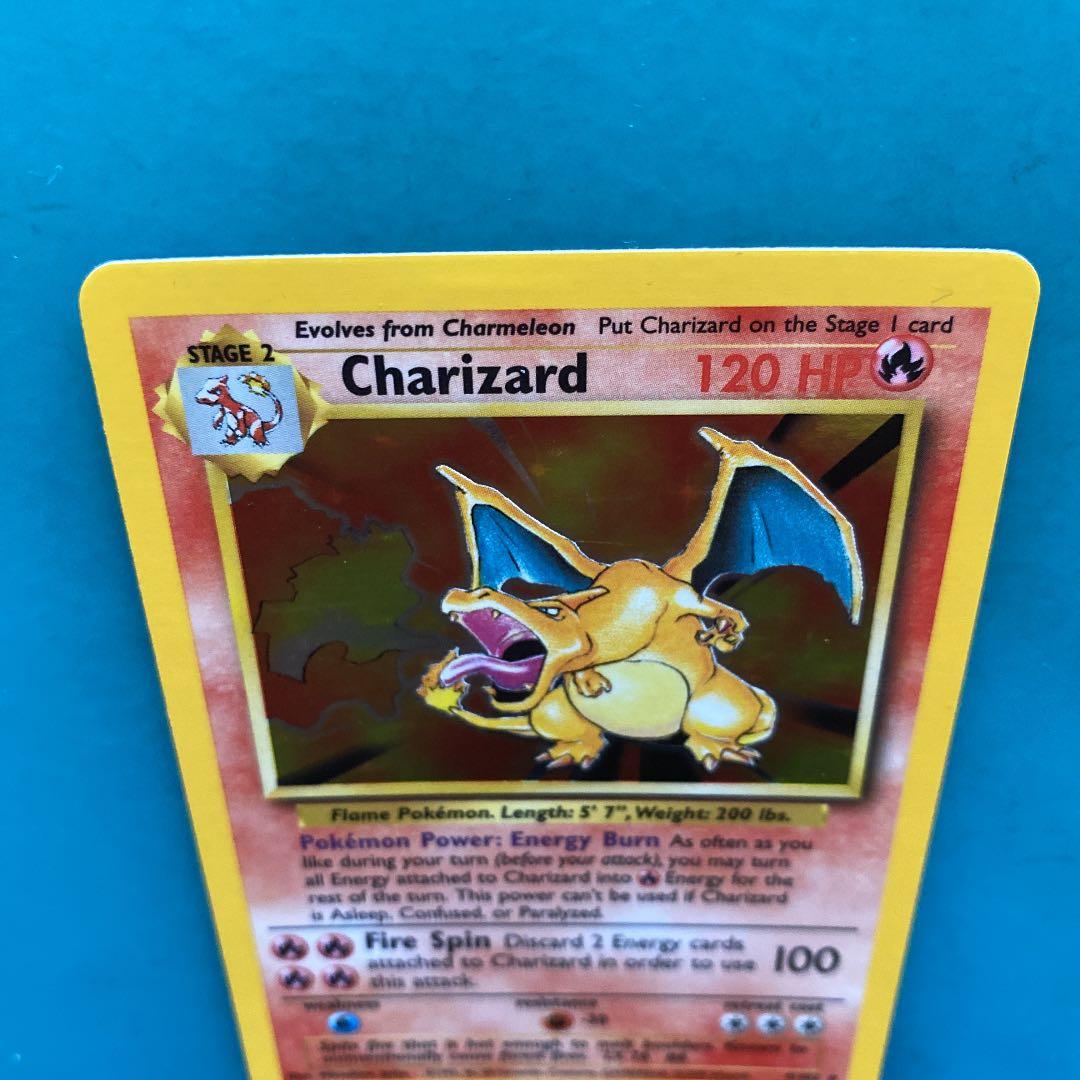 Evolves from Charmeleon Put Charizard on the Stage 1 card
STAGE 2
Charizard 120 HP
Flame Pokémon. Length: 5' 7", Weight: 200 lbs.
Pokémon Power: Energy Burn As often as you
like during your turn (before your attack), you may turn
all Energy attached to Charizard into Energy for the
rest of the turn. This power can't be used if Charizard
is Asleep, Confused, or Paralyzed.
Fire Spin Discard 2 Energy cards
attached to Charizard in order to use
this attack. 100
weakness resistance retreat cost
-30